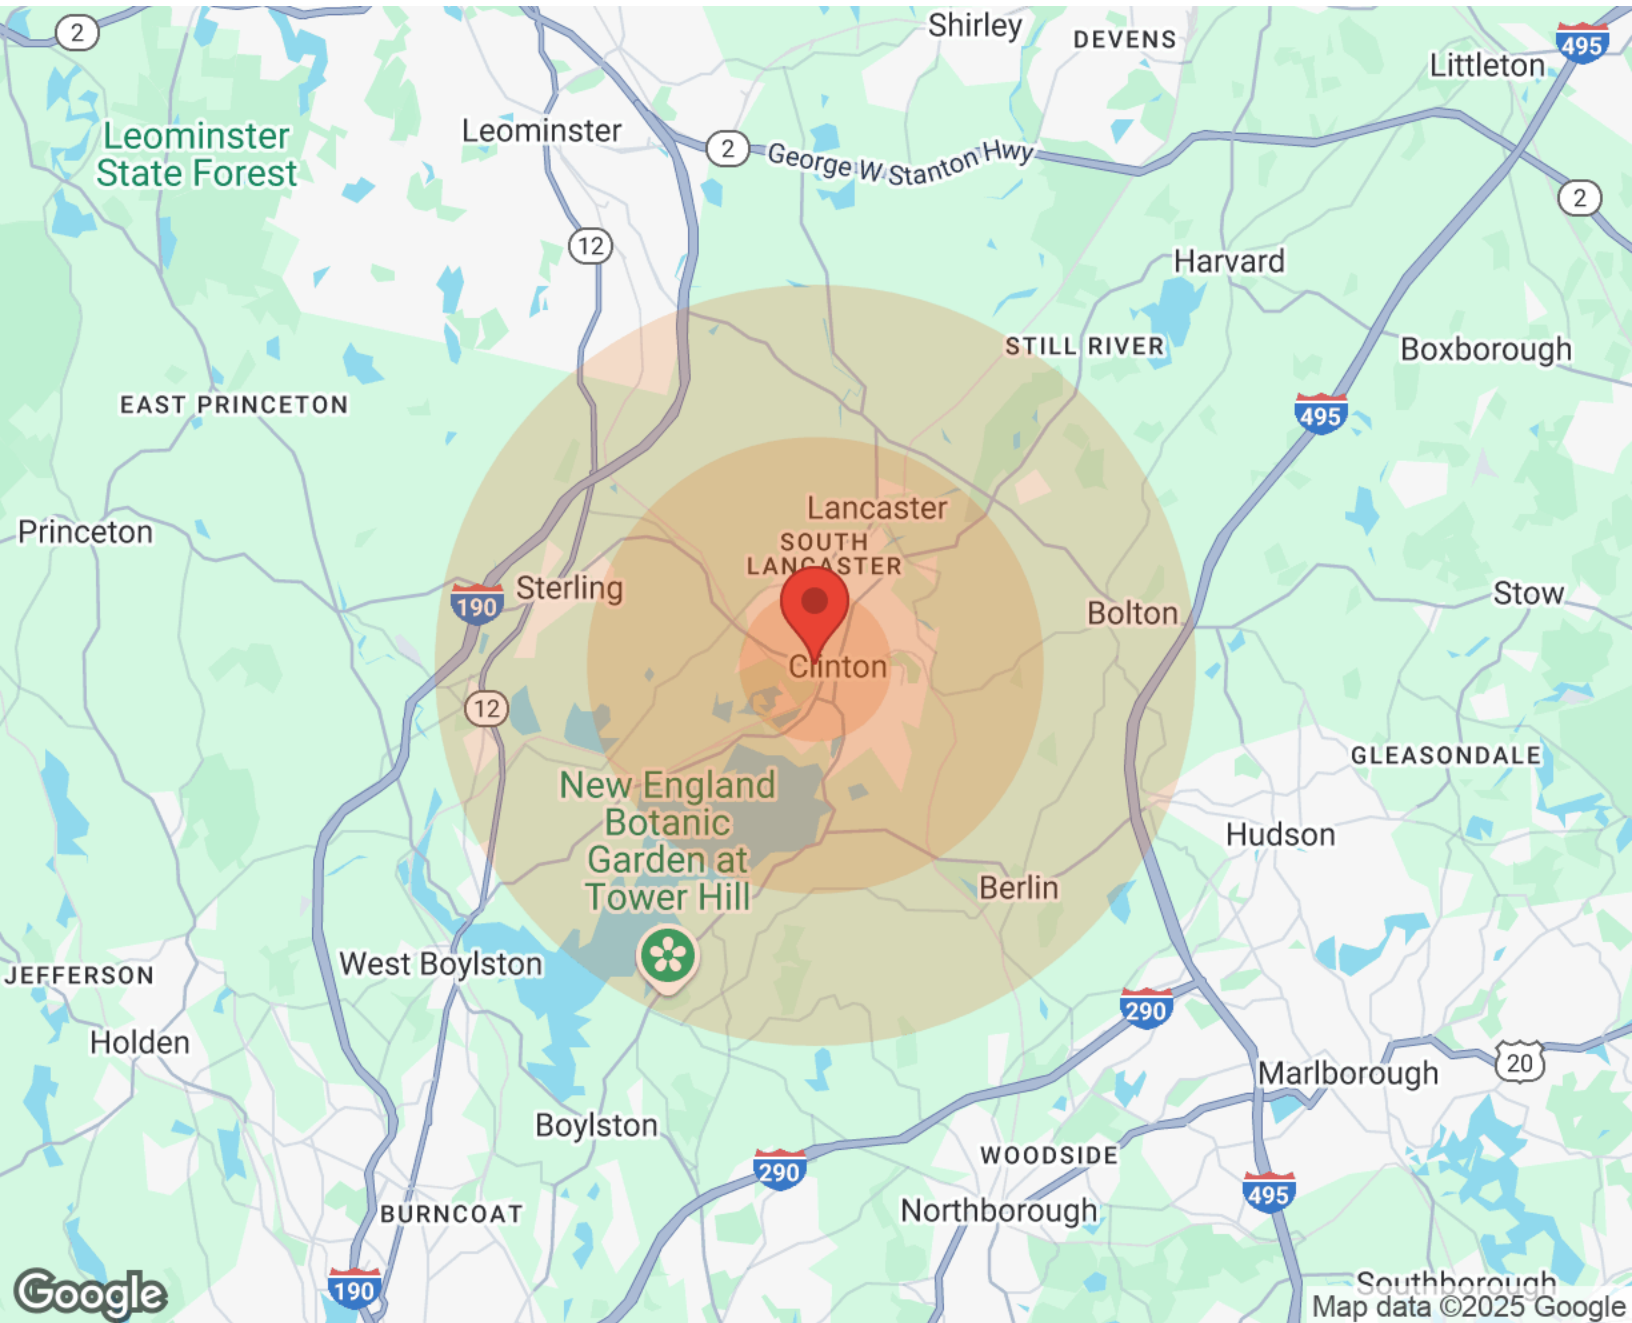 2
Shirley
DEVENS
495
Littleton
Leominster
State Forest
Leominster
2
George W Stanton Hwy
2
12
Harvard
STILL RIVER
Boxborough
EAST PRINCETON
495
Lancaster
Princeton
SOUTH
LANCASTER
Sterling
190
Stow
Bolton
Clinton
12
GLEASONDALE
New England
Botanic
Garden at
Tower Hill
Hudson
Berlin
West Boylston
JEFFERSON
290
Holden
20
Marlborough
Boylston
WOODSIDE
290
495
Northborough
BURNCOAT
190
Southborough
Google
Map data ©2025 Google